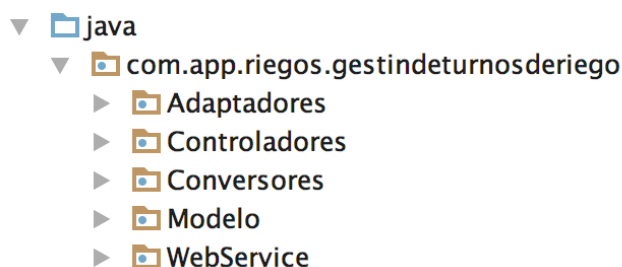 java
com.app.riegos.gestindeturnosderiego
Adaptadores
Controladores
Conversores
Modelo
WebService